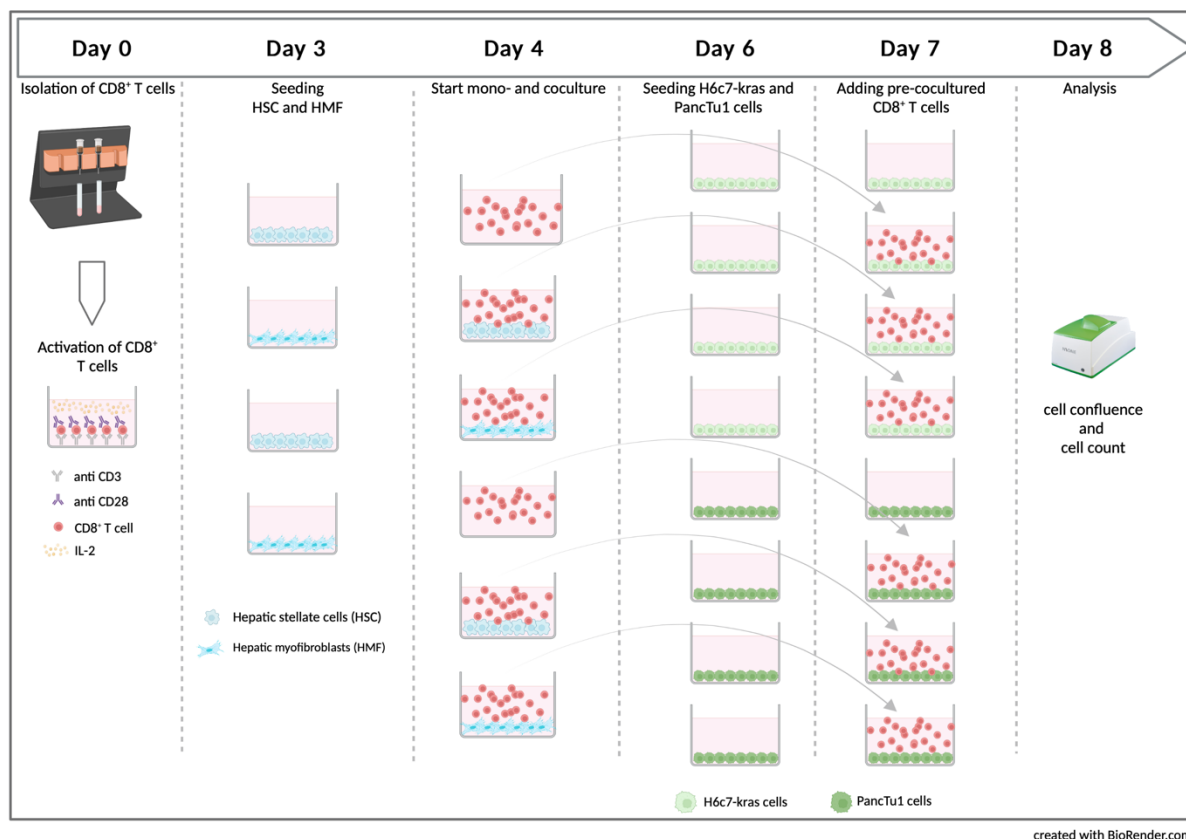 Day 0
Day 3
Day 4
Day 6
Day 7
Day 8
Isolation of CD8⁺ T cells
Seeding
HSC and HMF
Start mono- and coculture
Seeding H6c7-kras and
PancTu1 cells
Adding pre-cocultured
CD8⁺ T cells
Analysis
Activation of CD8⁺
T cells
anti CD3
anti CD28
CD8⁺ T cell
IL-2
Hepatic stellate cells (HSC)
Hepatic myofibroblasts (HMF)
cell confluence
and
cell count
H6c7-kras cells
PancTu1 cells
created with BioRender.com